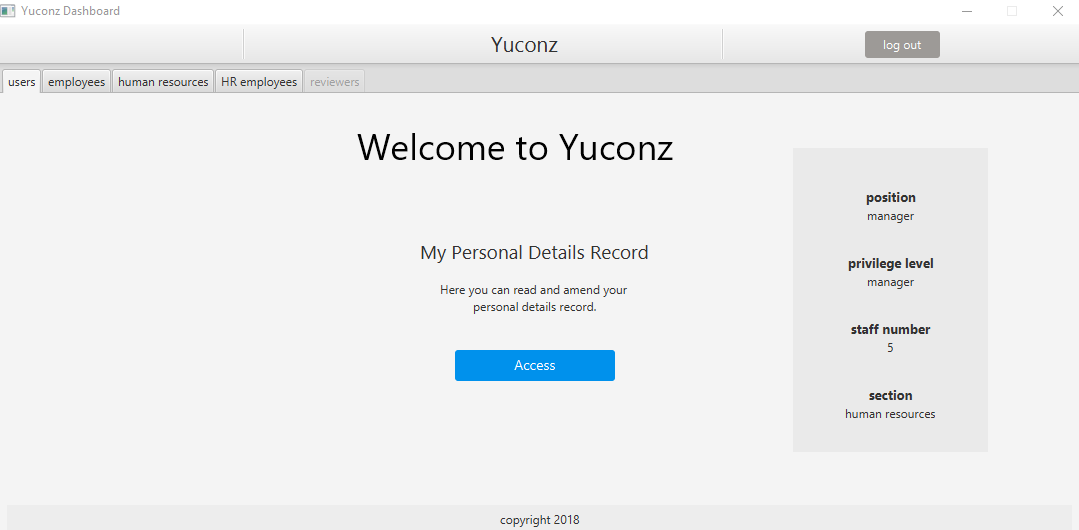 Yuconz Dashboard
Yuconz
log out
users
employees
human resources
HR employees
reviewers
Welcome to Yuconz
My Personal Details Record
Here you can read and amend your
personal details record.
Access
position
manager
privilege level
manager
staff number
5
section
human resources
copyright 2018